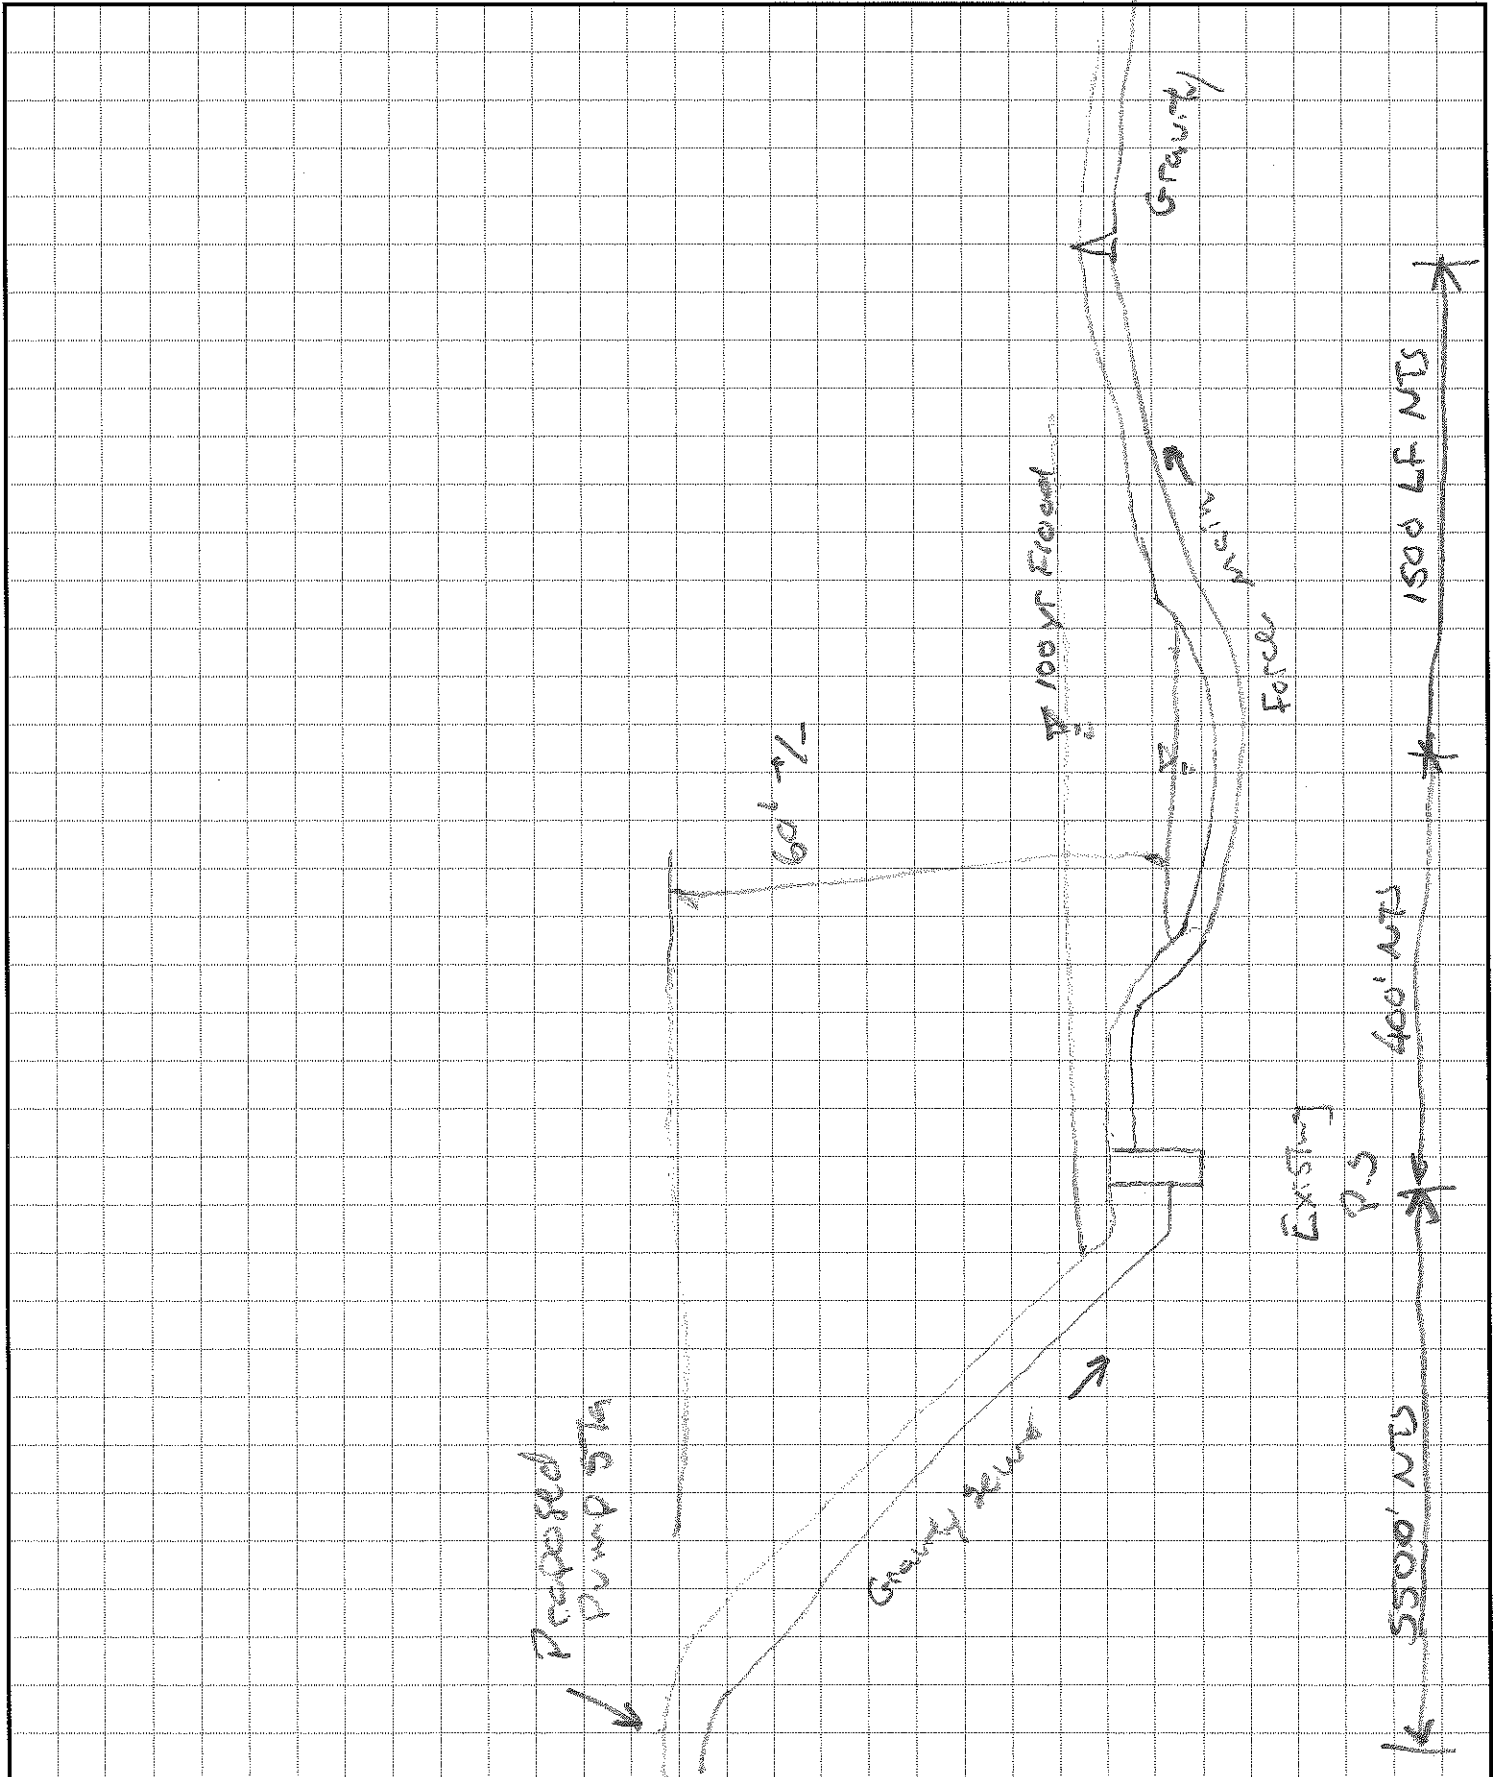 Proposed
Pump Sta
60' +/-
100 yr Flood
Gravity
Gravity Sewer
Force
Main
Existing
P.S
5500' NTS
400' NTS
1500 LF NTS